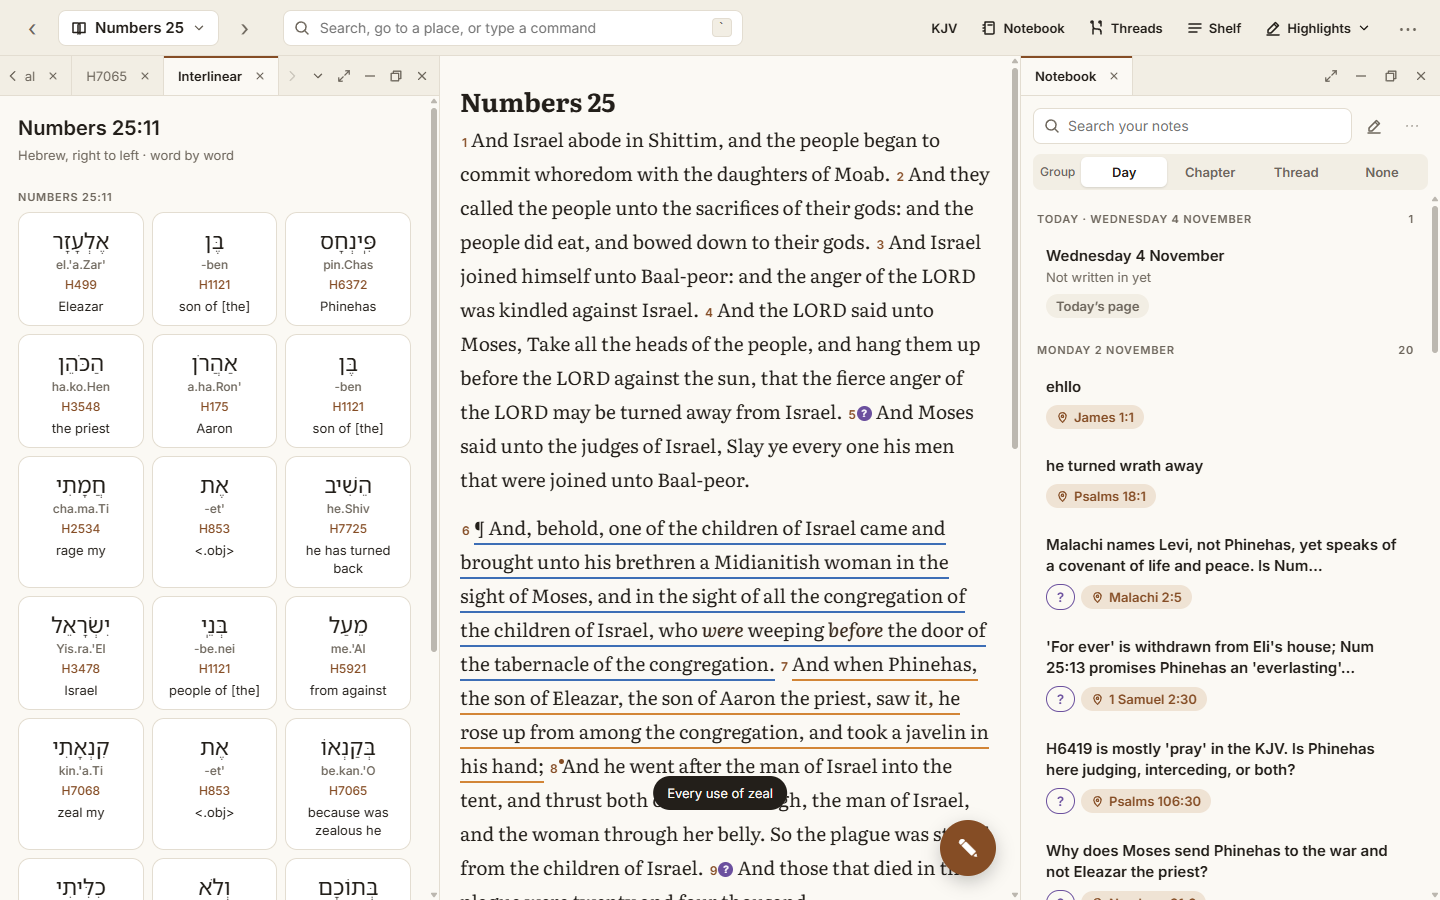 Numbers 25
Search, go to a place, or type a command
`
KJV
Notebook
Threads
Shelf
Highlights
al
H7065
Interlinear
Numbers 25:11
Hebrew, right to left · word by word
NUMBERS 25:11
אֶלְעָזָר
בֶּן
פִּֽינְחָס
el.'a.Zar'
-ben
pin.Chas
H499
H1121
H6372
Eleazar
son of [the]
Phinehas
הַכֹּהֵן
אַהֲרֹן
בֶּן
ha.ko.Hen
a.ha.Ron'
-ben
H3548
H175
H1121
the priest
Aaron
son of [the]
חֲמָתִי
אֶת
הֵשִׁיב
cha.ma.Ti
-et'
he.Shiv
H2534
H853
H7725
rage my
<.obj>
he has turned
back
יִשְׂרָאֵל
בְּנֵֽי
מֵעַל
Yis.ra.'El
-be.nei
me.'Al
H3478
H1121
H5921
Israel
people of [the]
from against
קִנְאָתִי
אֶת
בְּקַנְאוֹ
kin.'a.Ti
-et'
be.kan.'O
H7068
H853
H7065
zeal my
<.obj>
because was
zealous he
כִלִּיתִי
וְלֹא
בְּתוֹכָם
Numbers 25
1 And Israel abode in Shittim, and the people began to
commit whoredom with the daughters of Moab. 2 And they
called the people unto the sacrifices of their gods: and the
people did eat, and bowed down to their gods. 3 And Israel
joined himself unto Baal-peor: and the anger of the LORD
was kindled against Israel. 4 And the LORD said unto
Moses, Take all the heads of the people, and hang them up
before the LORD against the sun, that the fierce anger of
the LORD may be turned away from Israel. 5 ? And Moses
said unto the judges of Israel, Slay ye every one his men
that were joined unto Baal-peor.
6 ¶ And, behold, one of the children of Israel came and
brought unto his brethren a Midianitish woman in the
sight of Moses, and in the sight of all the congregation of
the children of Israel, who were weeping before the door of
the tabernacle of the congregation. 7 And when Phinehas,
the son of Eleazar, the son of Aaron the priest, saw it, he
rose up from among the congregation, and took a javelin in
his hand; 8 And he went after the man of Israel into the
tent, and thrust both the man of Israel,
Every use of zeal
and the woman through her belly. So the plague was
from the children of Israel. 9 ? And those that died in
plague were twenty and four thousand.
Notebook
Search your notes
Group
Day
Chapter
Thread
None
TODAY · WEDNESDAY 4 NOVEMBER
1
Wednesday 4 November
Not written in yet
Today’s page
MONDAY 2 NOVEMBER
20
ehllo
James 1:1
he turned wrath away
Psalms 18:1
Malachi names Levi, not Phinehas, yet speaks of
a covenant of life and peace. Is Num...
?
Malachi 2:5
'For ever' is withdrawn from Eli's house; Num
25:13 promises Phinehas an 'everlasting'...
?
1 Samuel 2:30
H6419 is mostly 'pray' in the KJV. Is Phinehas
here judging, interceding, or both?
?
Psalms 106:30
Why does Moses send Phinehas to the war and
not Eleazar the priest?